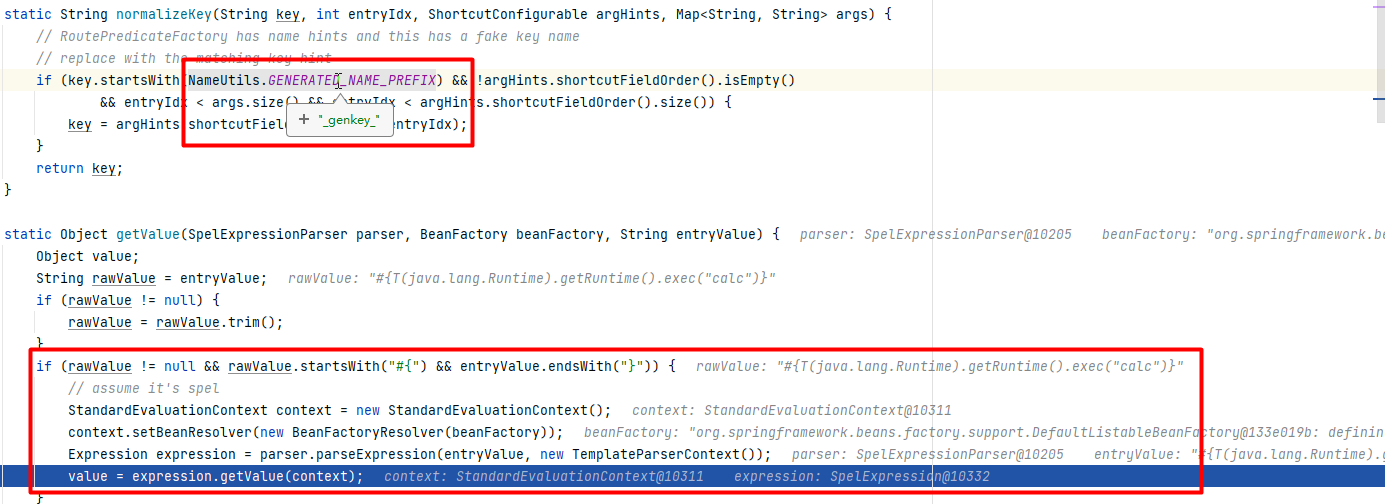 static String normalizeKey(String key, int entryIdx, ShortcutConfigurable argHints, Map<String, String> args) {
// RoutePredicateFactory has name hints and this has a fake key name
// replace with the matching key hint
if (key.startsWith(NameUtils.GENERATED_NAME_PREFIX) && !argHints.shortcutFieldOrder().isEmpty()
&& entryIdx < args.size() && entryIdx < argHints.shortcutFieldOrder().size()) {
key = argHints.shortcutField entryIdx);
+ "_genkey_"
}
return key;
}
static Object getValue(SpelExpressionParser parser, BeanFactory beanFactory, String entryValue) { parser: SpelExpressionParser@10205 beanFactory: "org.springframework.be
Object value;
String rawValue = entryValue; rawValue: "#{T(java.lang.Runtime).getRuntime().exec("calc")}"
if (rawValue != null) {
rawValue = rawValue.trim();
}
if (rawValue != null && rawValue.startsWith("#{") && entryValue.endsWith("}")) { rawValue: "#{T(java.lang.Runtime).getRuntime().exec("calc")}"
// assume it's spel
StandardEvaluationContext context = new StandardEvaluationContext(); context: StandardEvaluationContext@10311
context.setBeanResolver(new BeanFactoryResolver(beanFactory)); beanFactory: "org.springframework.beans.factory.support.DefaultListableBeanFactory@133e019b: definin
Expression expression = parser.parseExpression(entryValue, new TemplateParserContext()); parser: SpelExpressionParser@10205 entryValue: "#{T(java.lang.Runtime).g
value = expression.getValue(context); context: StandardEvaluationContext@10311 expression: SpelExpression@10332
}